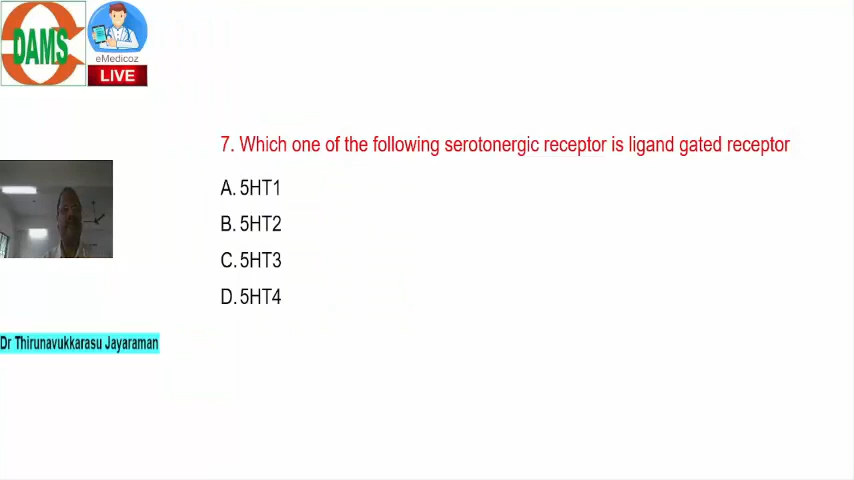 DAMS
eMedicoz
LIVE
7. Which one of the following serotonergic receptor is ligand gated receptor
A. 5HT1
B. 5HT2
C. 5HT3
D. 5HT4
Dr Thirunavukkarasu Jayaraman